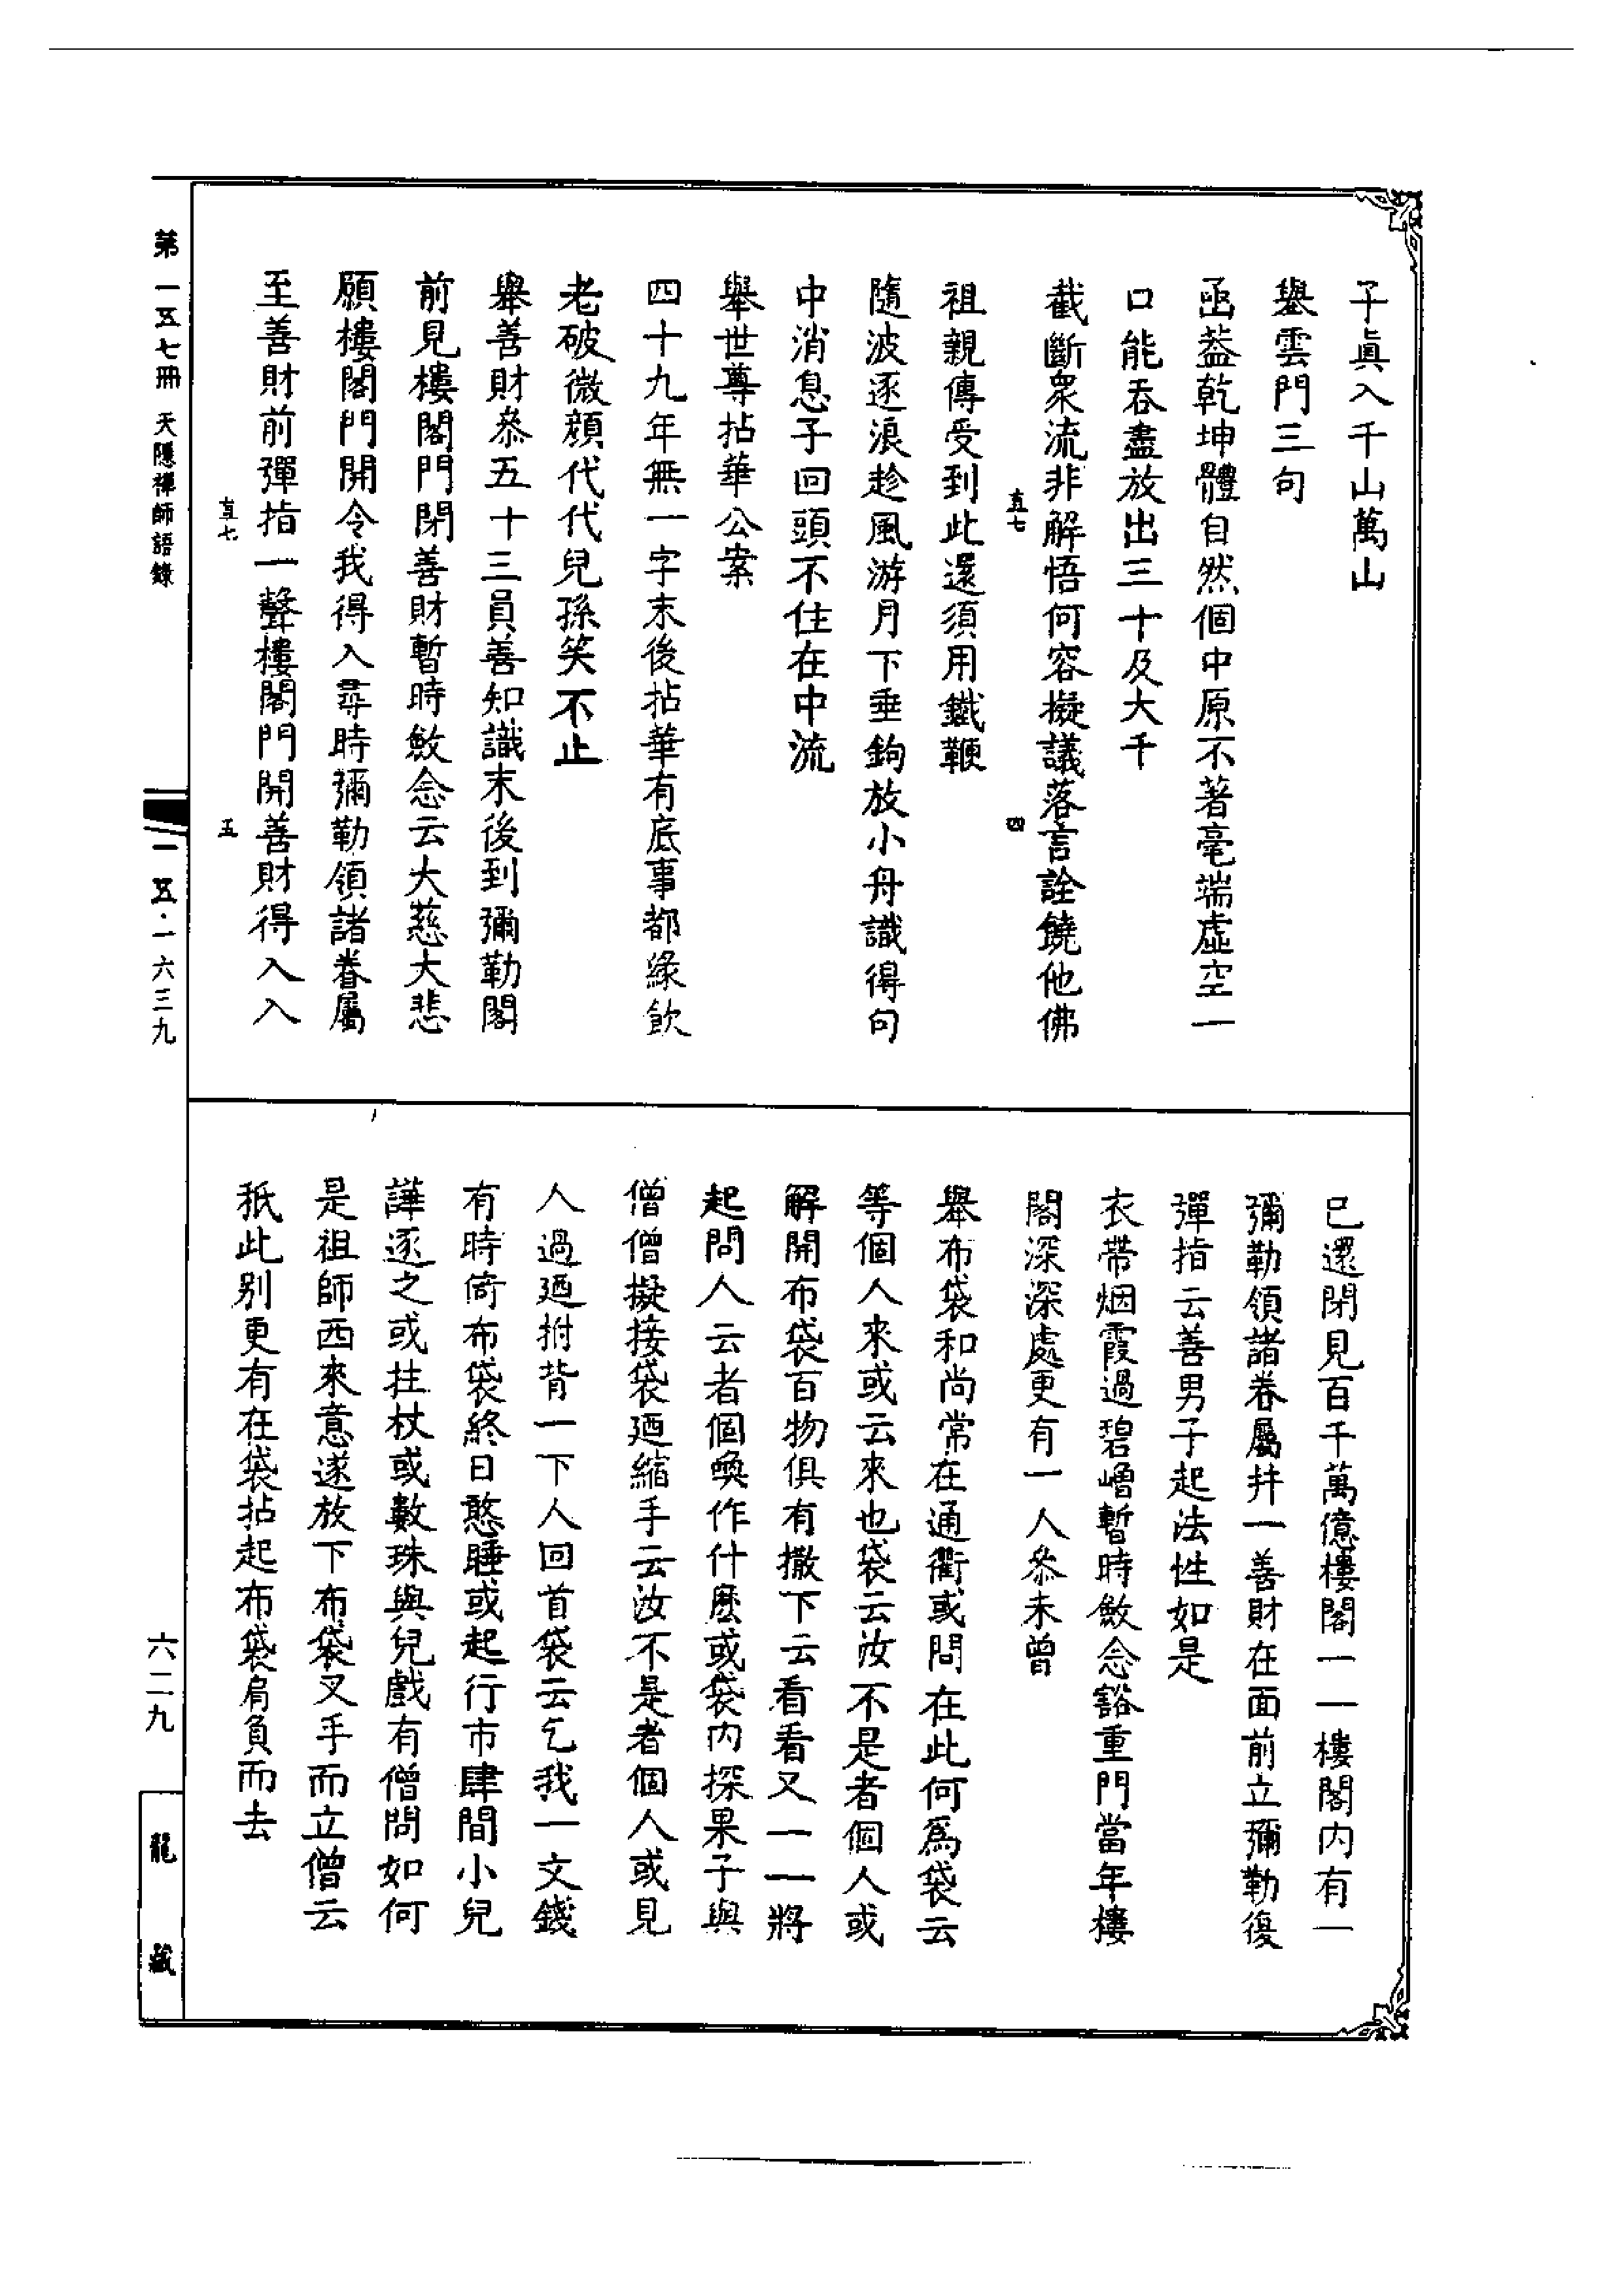 子眞入千山萬山
舉雲門三句
函蓋乾坤體自然個中原不著毫端虛空一
口能吞盡放出三十及大千
截斷衆流非解悟何容擬議落言詮饒他佛
直七
四
祖親傳受到此還須用鐵鞭
隨波逐浪趁風游月下垂鉤放小舟識得句
中消息子回頭不住在中流
舉世尊拈華公案
四十九年無一字末後拈華有底事都緣飲
老破微顏代代兒孫笑不止
舉善財叅五十三員善知識末後到彌勒閣
前見樓閣門閉善財暫時斂念云大慈大悲
願樓閣門開令我得入尋時彌勒領諸眷屬
至善財前彈指一聲樓閣門開善財得入入
直七
五
已還閉見百千萬億樓閣一一樓閣內有一
彌勒領諸眷屬幷一善財在面前立彌勒復
彈指云善男子起法性如是
衣帶烟霞過碧嶒暫時斂念豁重門當年樓
閣深深處更有一人叅未曾
舉布袋和尚常在通衢或問在此何爲袋云
等個人來或云來也袋云汝不是者個人或
解開布袋百物俱有撒下云看看又一一將
起問人云者個喚作什麼或袋內探果子與
僧僧擬接袋廼縮手云汝不是者個人或見
人過廼拊背一下人回首袋云乞我一文錢
有時倚布袋終日憨睡或起行市肆間小兒
譁逐之或拄杖或數珠與兒戲有僧問如何
是祖師西來意遂放下布袋叉手而立僧云
秖此別更有在袋拈起布袋肩負而去
第一五七冊 天隱禪師語錄
一五·一六三九
六二九
龍藏